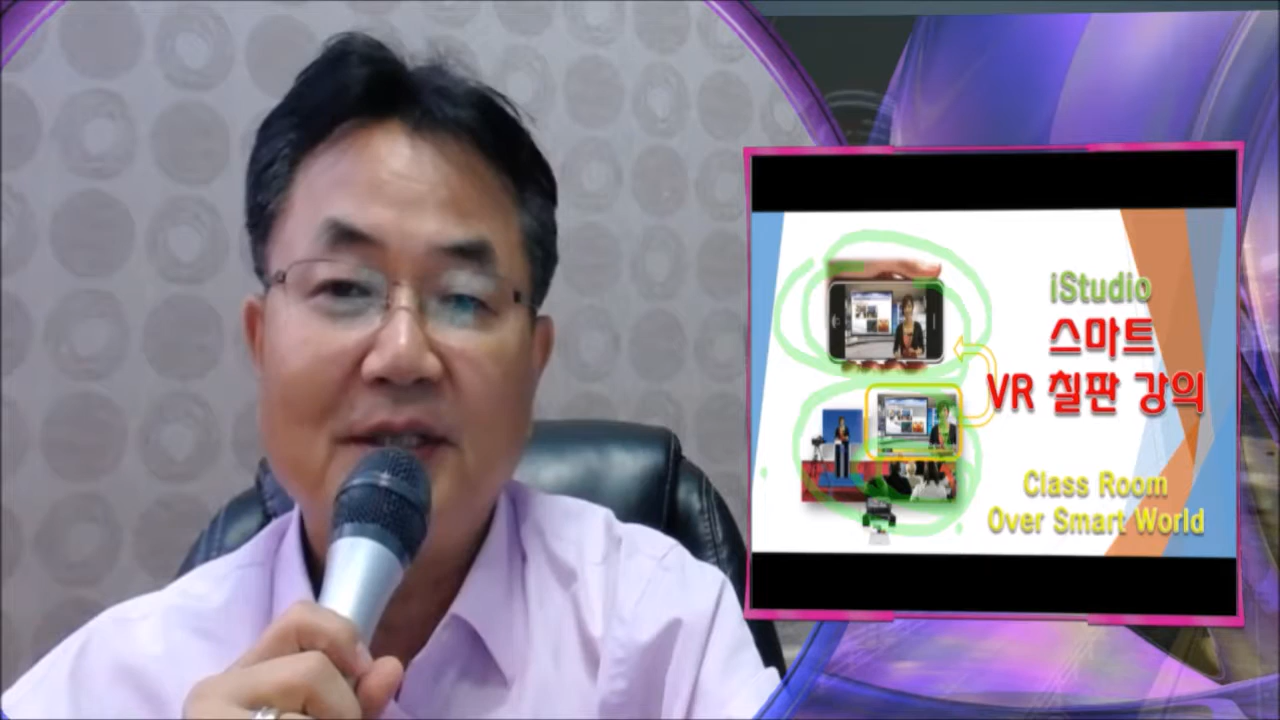 iStudio
스마트
VR 칠판 강의
Class Room
Over Smart World